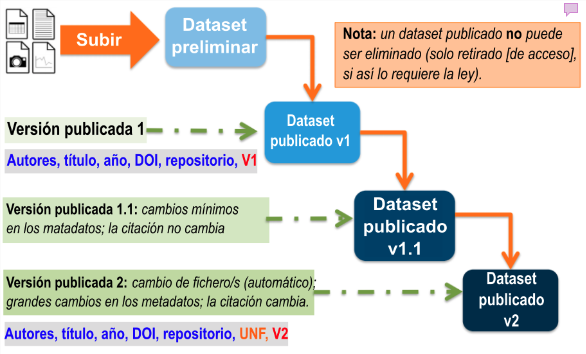 Subir
Dataset
preliminar
Nota: un dataset publicado no puede
ser eliminado (solo retirado [de acceso],
si así lo requiere la ley).
Dataset
publicado v1
Versión publicada 1
Autores, título, año, DOI, repositorio, V1
Dataset
publicado
v1.1
Versión publicada 1.1: cambios mínimos
en los matadatos; la citación no cambia
Versión publicada 2: cambio de fichero/s (automático);
grandes cambios en los metadatos; la citación cambia.
Dataset
publicado
v2
Autores, título, año, DOI, repositorio, UNF, V2